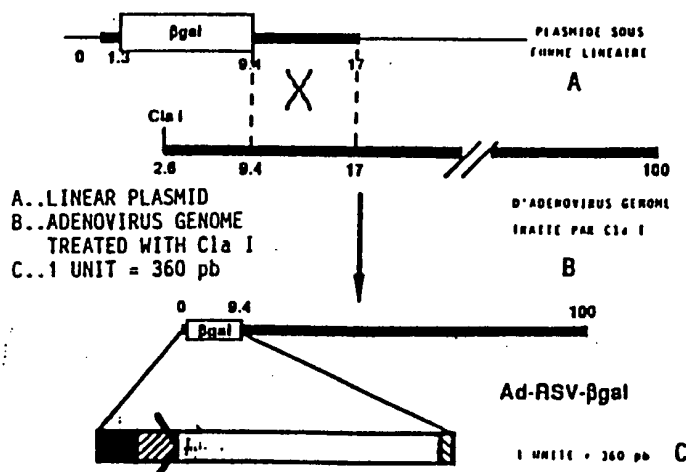 βgal
PLASMIDE SOUS
FORME LINEAIRE
0 1.3 9.4 17
A
Cla I
2.6 9.4 17 100
A..LINEAR PLASMID
B..ADENOVIRUS GENOME
TREATED WITH Cla I
C..1 UNIT = 360 pb
D'ADENOVIRUS GENOME
TRAITE PAR Cla I
B
0 9.4 100
βgal
Ad-RSV-βgal
1 UNITE = 360 pb C